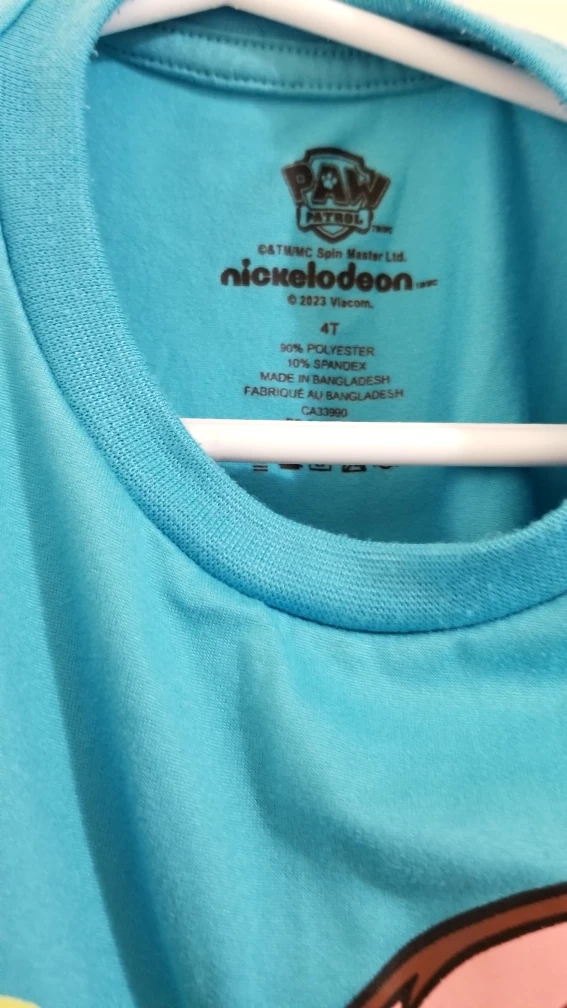 PAW
PATROL
©&TM/MC Spin Master Ltd.
nickelodeon
© 2023 Viacom.
4T
90% POLYESTER
10% SPANDEX
MADE IN BANGLADESH
FABRIQUÉ AU BANGLADESH
CA33990